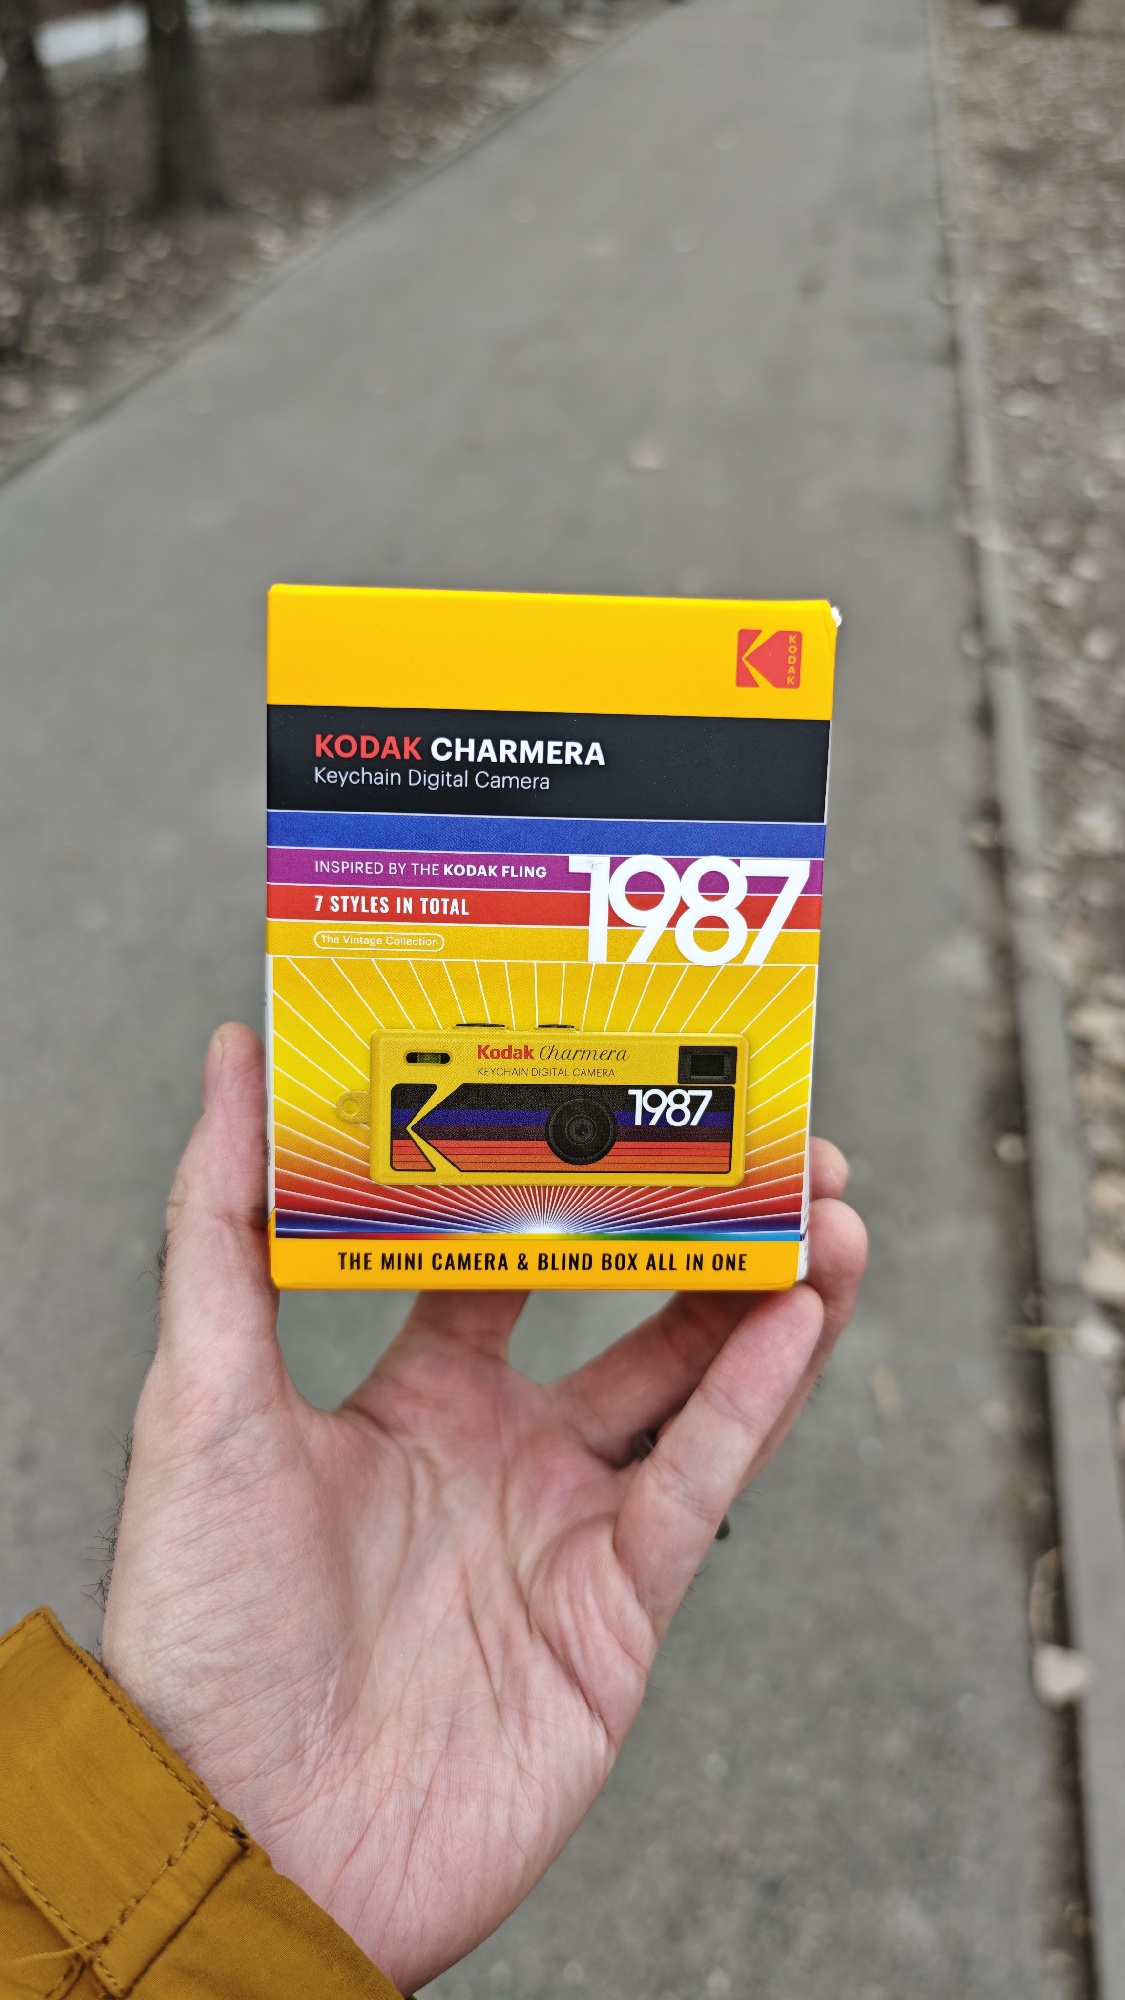 KODAK
KODAK CHARMERA
Keychain Digital Camera
INSPIRED BY THE KODAK FLING
1987
7 STYLES IN TOTAL
The Vintage Collection
Kodak Charmera
KEYCHAIN DIGITAL CAMERA
1987
THE MINI CAMERA & BLIND BOX ALL IN ONE